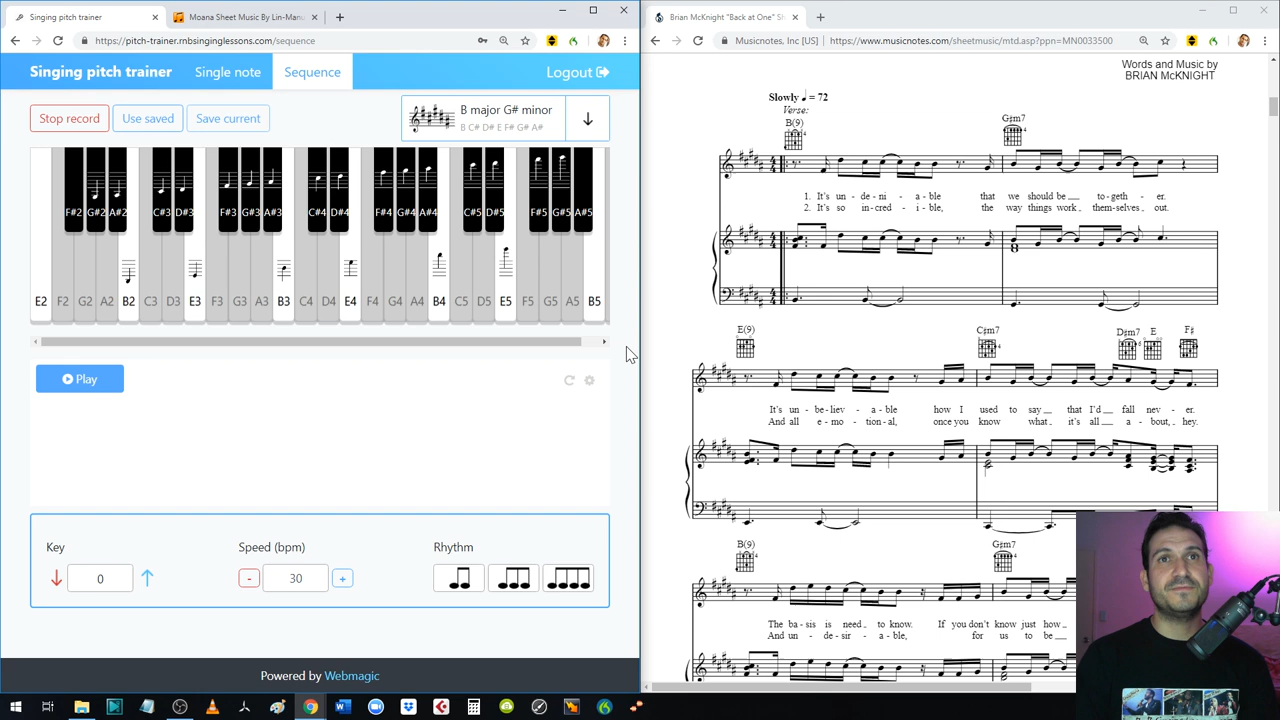 Singing pitch trainer
Moana Sheet Music By Lin-Manu
Brian McKnight "Back at One" Sh
https://pitch-trainer.rnbsinginglessons.com/sequence
Musicnotes, Inc [US]
https://www.musicnotes.com/sheetmusic/mtd.asp?ppn=MN0033500
Singing pitch trainer
Single note
Sequence
Logout
Stop record
Use saved
Save current
B major G# minor
B C# D# E F# G# A#
F#2 G#2 A#2 C#3 D#3 F#3 G#3 A#3 C#4 D#4 F#4 G#4 A#4 C#5 D#5 F#5 G#5 A#5
E2 F2 G2 A2 B2 C3 D3 E3 F3 G3 A3 B3 C4 D4 E4 F4 G4 A4 B4 C5 D5 E5 F5 G5 A5 B5
Play
Key
Speed (bpm)
Rhythm
0
-
30
+
Powered by Webmagic
Words and Music by
BRIAN McKNIGHT
Slowly ♩ = 72
Verse:
B(9) G♯m7
1. It's un - de - ni - a - ble that we should be to - geth - er.
2. It's so in - cred - i - ble, the way things work them - selves out.
E(9) C♯m7 D♯m7 E F♯
It's un - be - liev - a - ble how I used to say that I'd fall nev - er.
And all e - mo - tion - al, once you know what it's all a - bout, hey.
B(9) G♯m7
The ba - sis is need to know. If you don't know just how
And un - de - sir - a - ble, for us to be